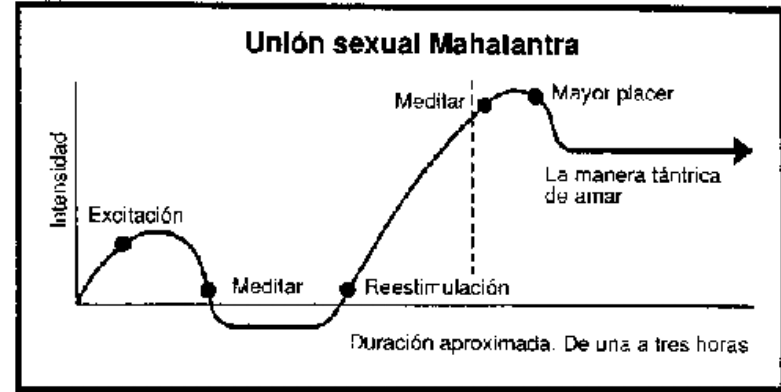 Unión sexual Mahalantra
Meditar
Mayor placer
Intensidad
La manera tántrica
de amar
Excitación
Meditar
Reestimulación
Duración aproximada. De una a tres horas